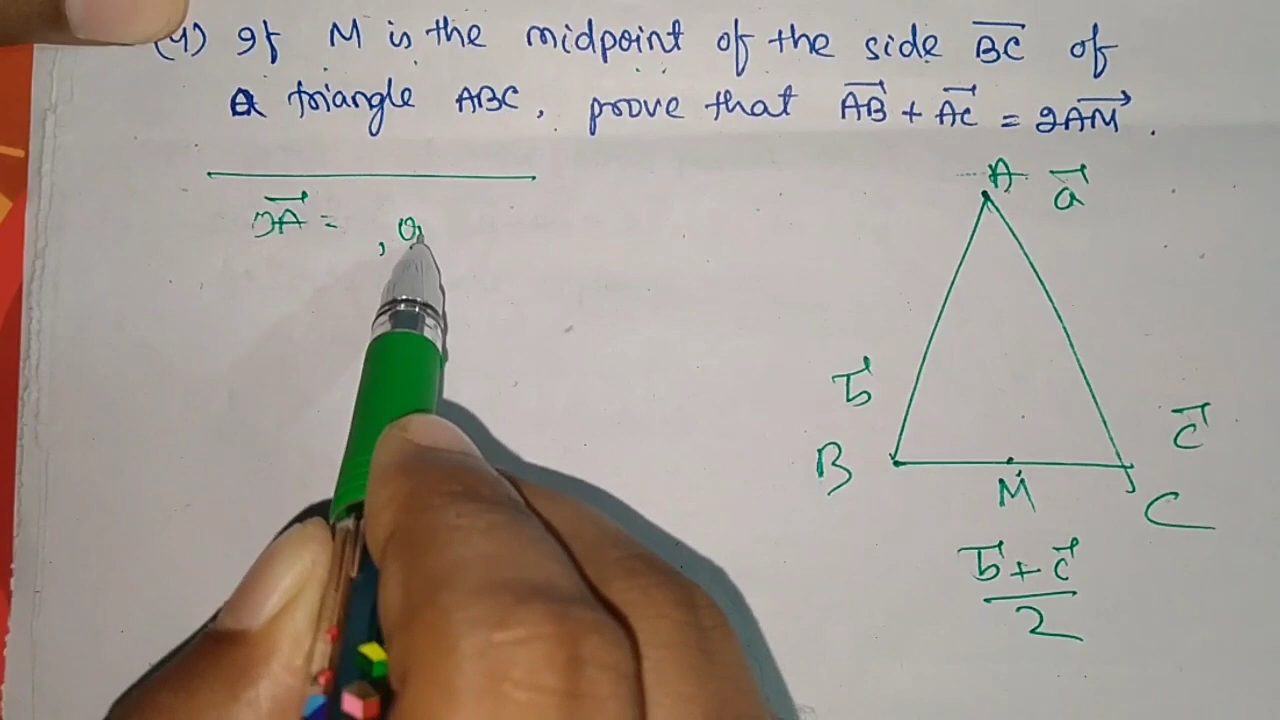 (4) If M is the midpoint of the side BC of
a triangle ABC, prove that AB + AC = 2AM.
OA = , O
A a
b
B
c
M
C
b + c
2